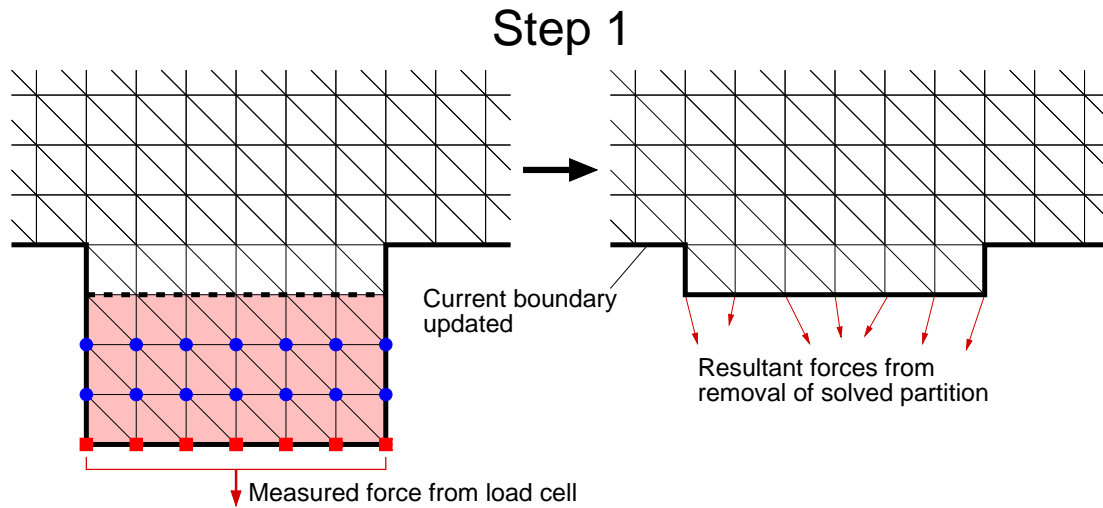 Step 1
Current boundary
updated
Resultant forces from
removal of solved partition
Measured force from load cell